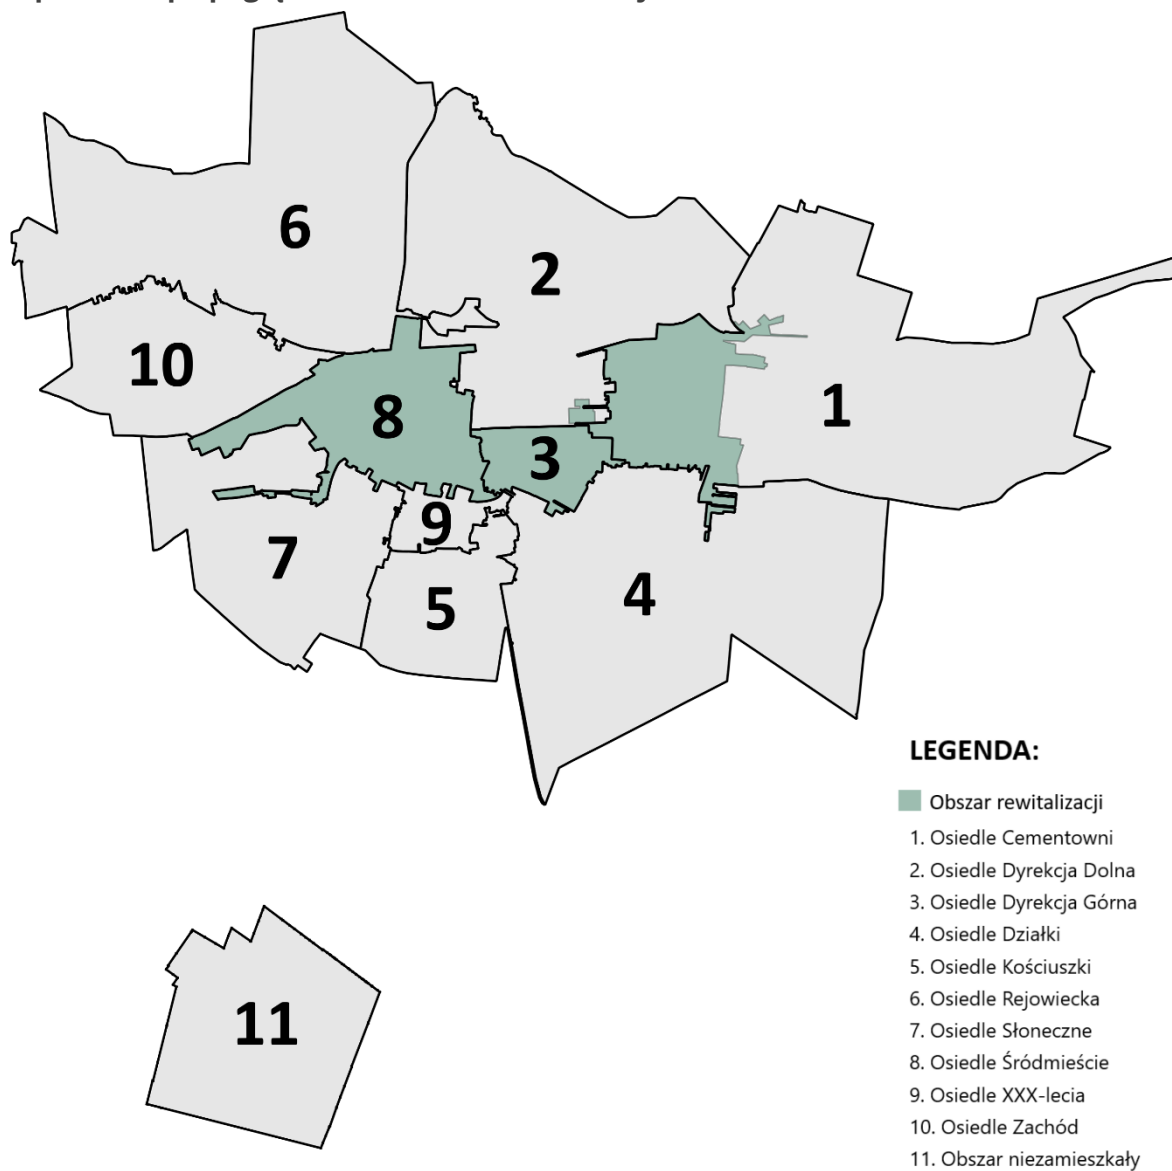 6
2
10
1
8
3
9
7
5
4
11
LEGENDA:
Obszar rewitalizacji
1. Osiedle Cementowni
2. Osiedle Dyrekcja Dolna
3. Osiedle Dyrekcja Górna
4. Osiedle Działki
5. Osiedle Kościuszki
6. Osiedle Rejowiecka
7. Osiedle Słoneczne
8. Osiedle Śródmieście
9. Osiedle XXX-lecia
10. Osiedle Zachód
11. Obszar niezamieszkały